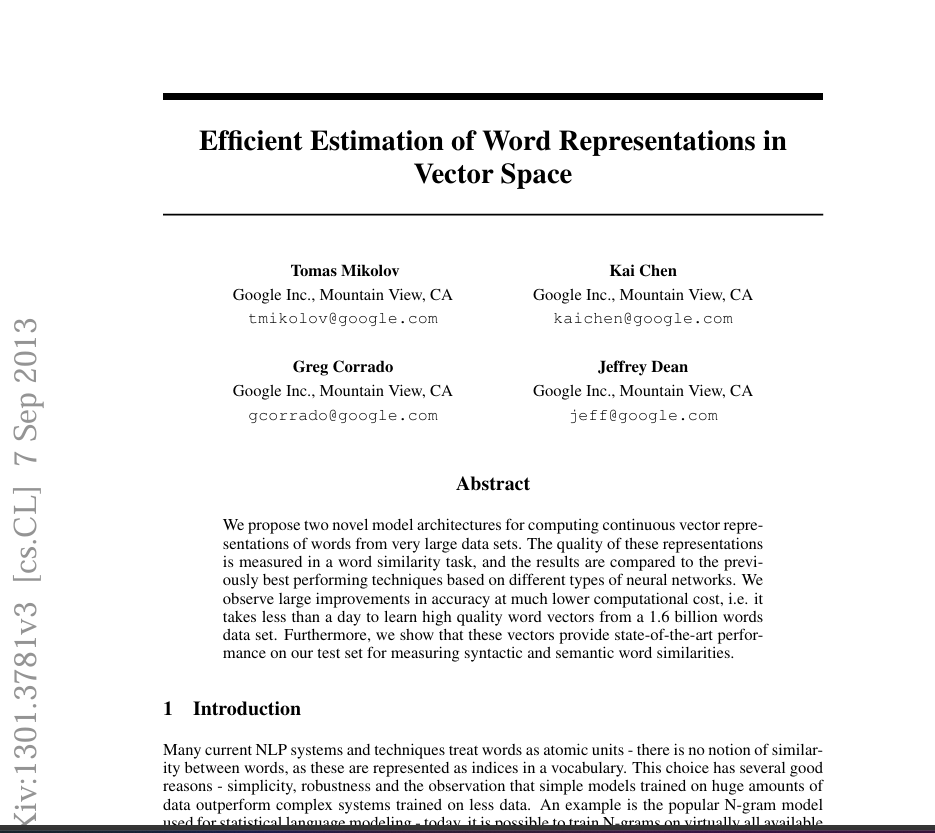 Efficient Estimation of Word Representations in
Vector Space
Tomas Mikolov
Google Inc., Mountain View, CA
tmikolov@google.com
Kai Chen
Google Inc., Mountain View, CA
kaichen@google.com
Greg Corrado
Google Inc., Mountain View, CA
gcorrado@google.com
Jeffrey Dean
Google Inc., Mountain View, CA
jeff@google.com
Abstract
We propose two novel model architectures for computing continuous vector repre-
sentations of words from very large data sets. The quality of these representations
is measured in a word similarity task, and the results are compared to the previ-
ously best performing techniques based on different types of neural networks. We
observe large improvements in accuracy at much lower computational cost, i.e. it
takes less than a day to learn high quality word vectors from a 1.6 billion words
data set. Furthermore, we show that these vectors provide state-of-the-art perfor-
mance on our test set for measuring syntactic and semantic word similarities.
1 Introduction
Many current NLP systems and techniques treat words as atomic units - there is no notion of similar-
ity between words, as these are represented as indices in a vocabulary. This choice has several good
reasons - simplicity, robustness and the observation that simple models trained on huge amounts of
data outperform complex systems trained on less data. An example is the popular N-gram model
used for statistical language modeling - today, it is possible to train N-grams on virtually all available
Xiv:1301.3781v3 [cs.CL] 7 Sep 2013